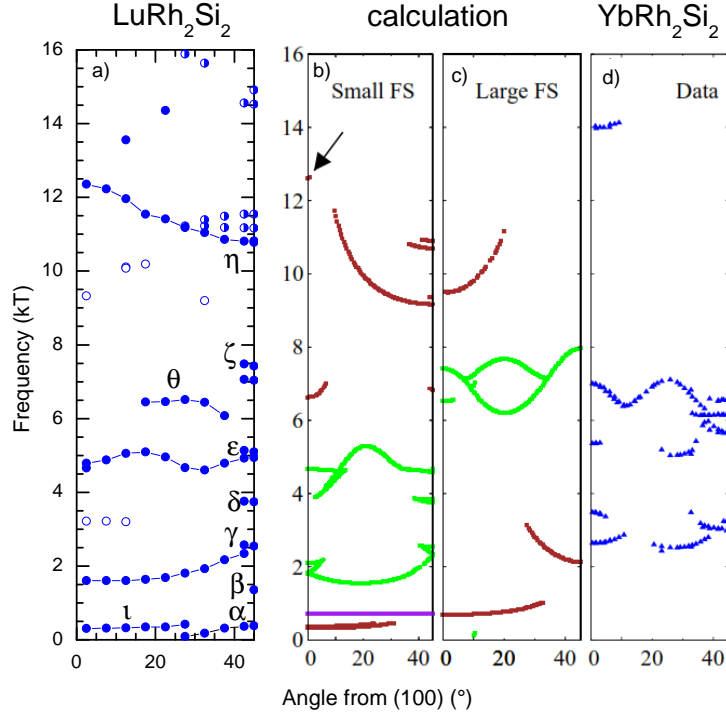 LuRh2Si2 calculation YbRh2Si2
a) b) c) d)
Small FS Large FS Data
16
14
12
10
8
6
4
2
0
16
14
12
10
8
6
4
2
0
η
ζ
θ
ε
δ
γ
β
ι α
0 20 40 0 20 40 0 20 40 0 20 40
Frequency (kT)
Angle from (100) (°)